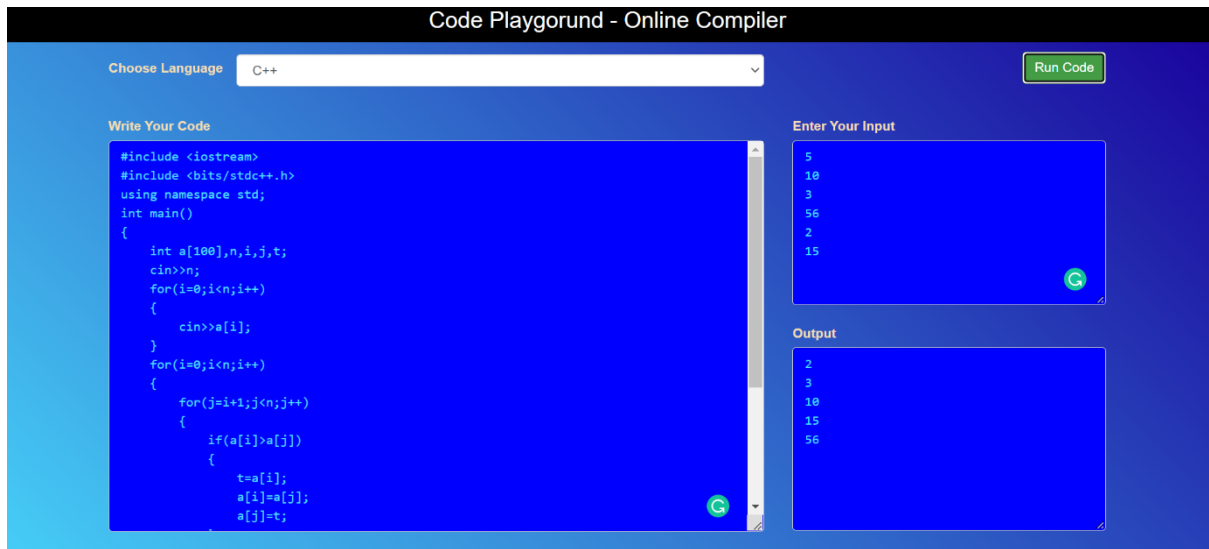 Code Playgorund - Online Compiler
Choose Language
C++
Run Code
Write Your Code
#include <iostream>
#include <bits/stdc++.h>
using namespace std;
int main()
{
    int a[100],n,i,j,t;
    cin>>n;
    for(i=0;i<n;i++)
    {
        cin>>a[i];
    }
    for(i=0;i<n;i++)
    {
        for(j=i+1;j<n;j++)
        {
            if(a[i]>a[j])
            {
                t=a[i];
                a[i]=a[j];
                a[j]=t;
Enter Your Input
5
10
3
56
2
15
Output
2
3
10
15
56